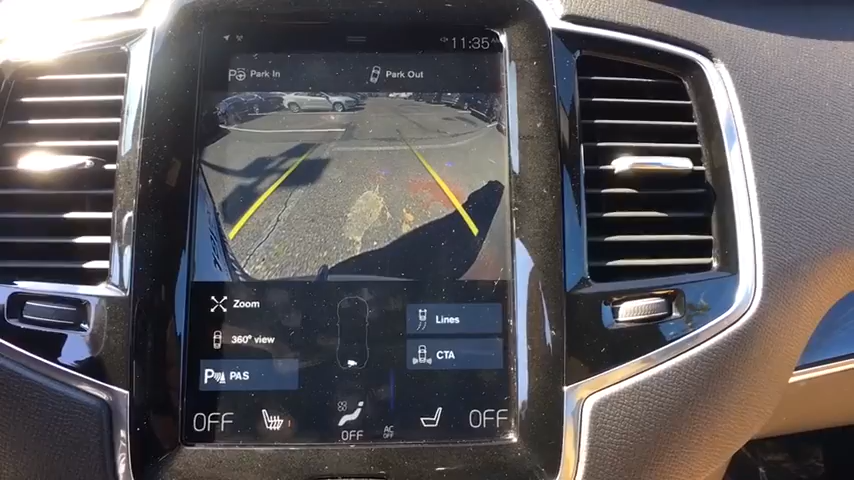 11:35
P Park In
Park Out
Zoom
Lines
360° view
CTA
P PAS
OFF
OFF
AC
OFF
OFF